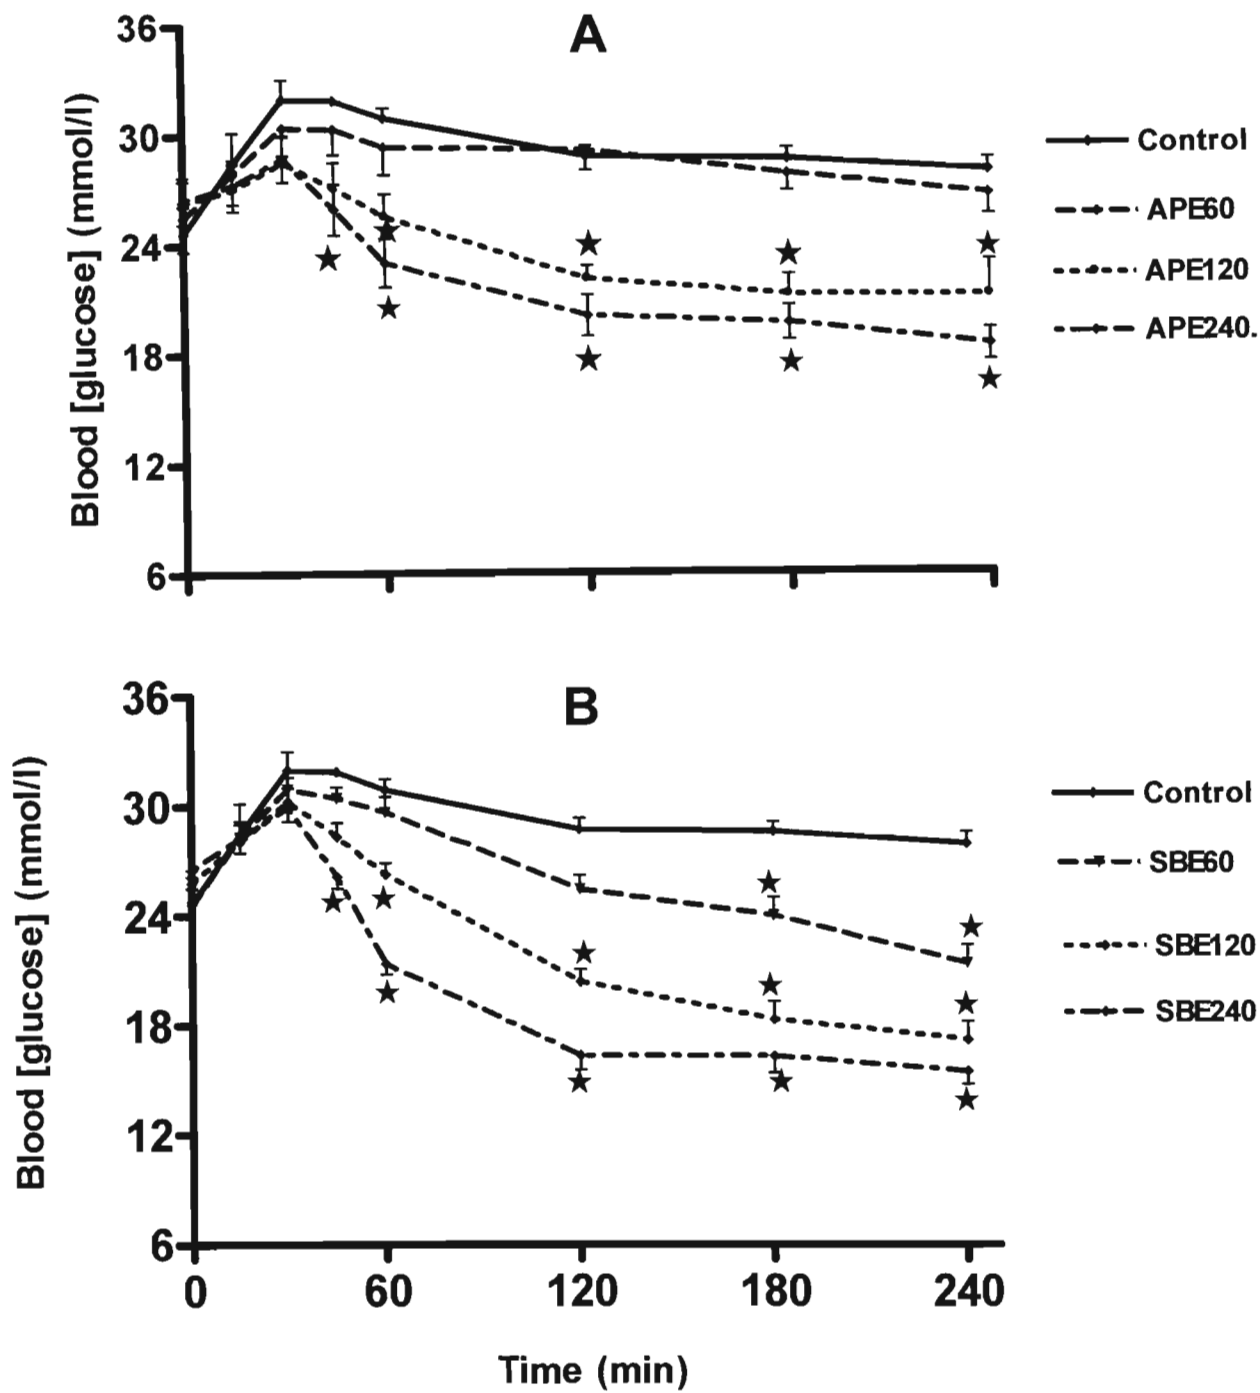 A
36
30
24
18
12
6
Blood [glucose] (mmol/l)
Control
APE60
APE120
APE240.
B
36
30
24
18
12
6
Blood [glucose] (mmol/l)
Control
SBE60
SBE120
SBE240
0 60 120 180 240
Time (min)